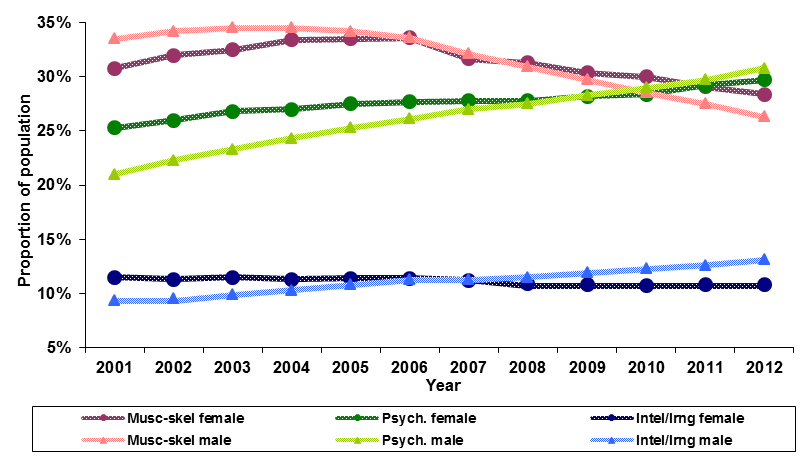 35%
30%
25%
20%
15%
10%
5%
Proportion of population
2001 2002 2003 2004 2005 2006 2007 2008 2009 2010 2011 2012
Year
Musc-skel female Psych. female Intel/lrng female
Musc-skel male Psych. male Intel/lrng male